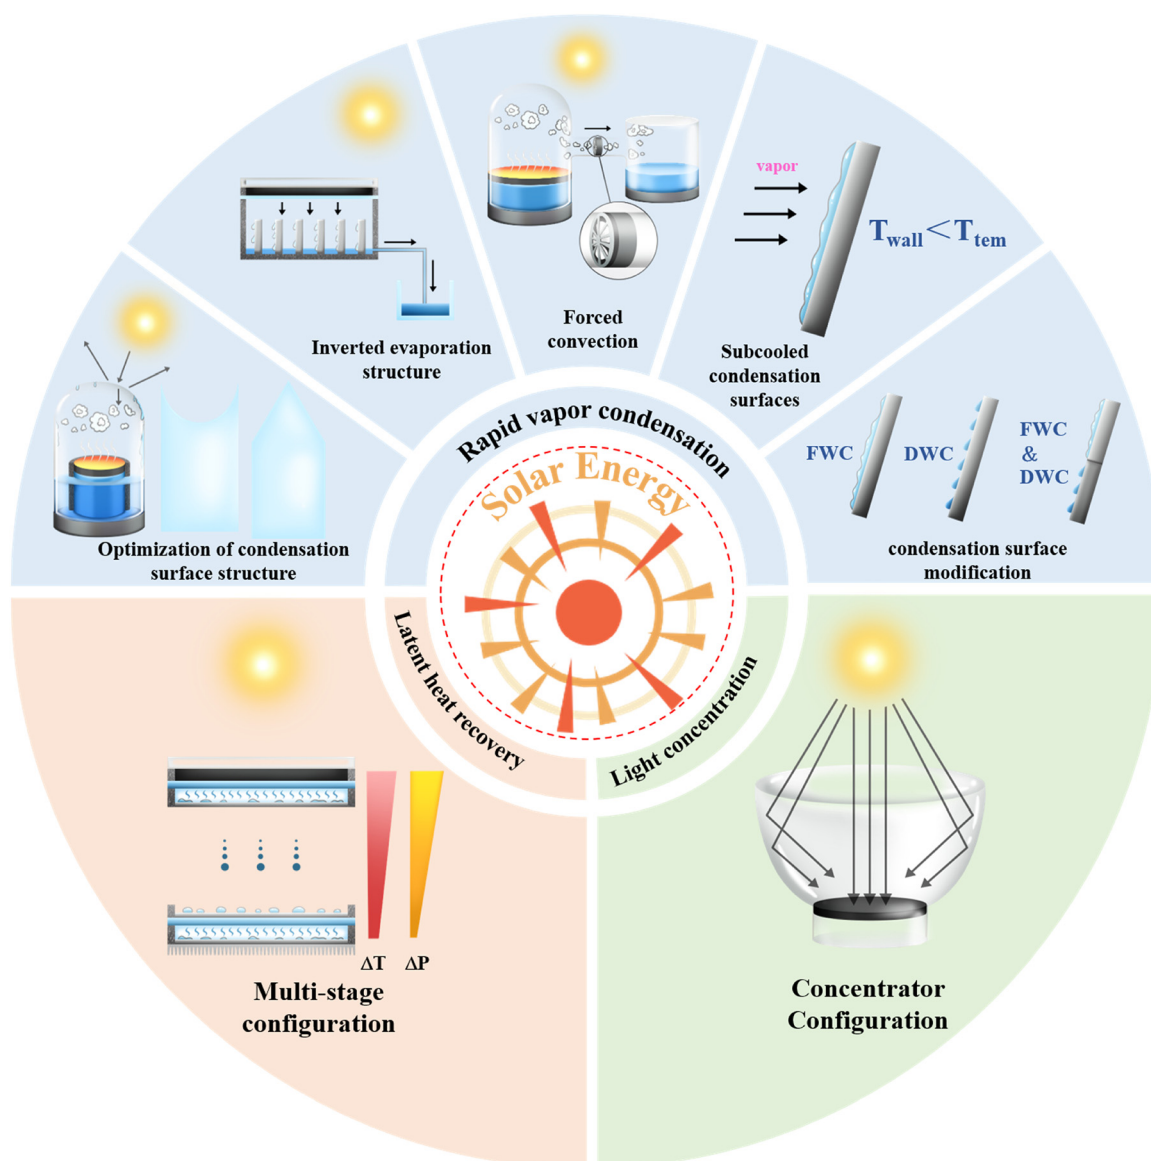 vapor
T wall < T tem
Forced
convection
Inverted evaporation
structure
Subcooled
condensation
surfaces
FWC
DWC
FWC
&
DWC
Optimization of condensation
surface structure
condensation surface
modification
Rapid vapor condensation
Solar Energy
Latent heat recovery
Light concentration
ΔT
ΔP
Multi-stage
configuration
Concentrator
Configuration